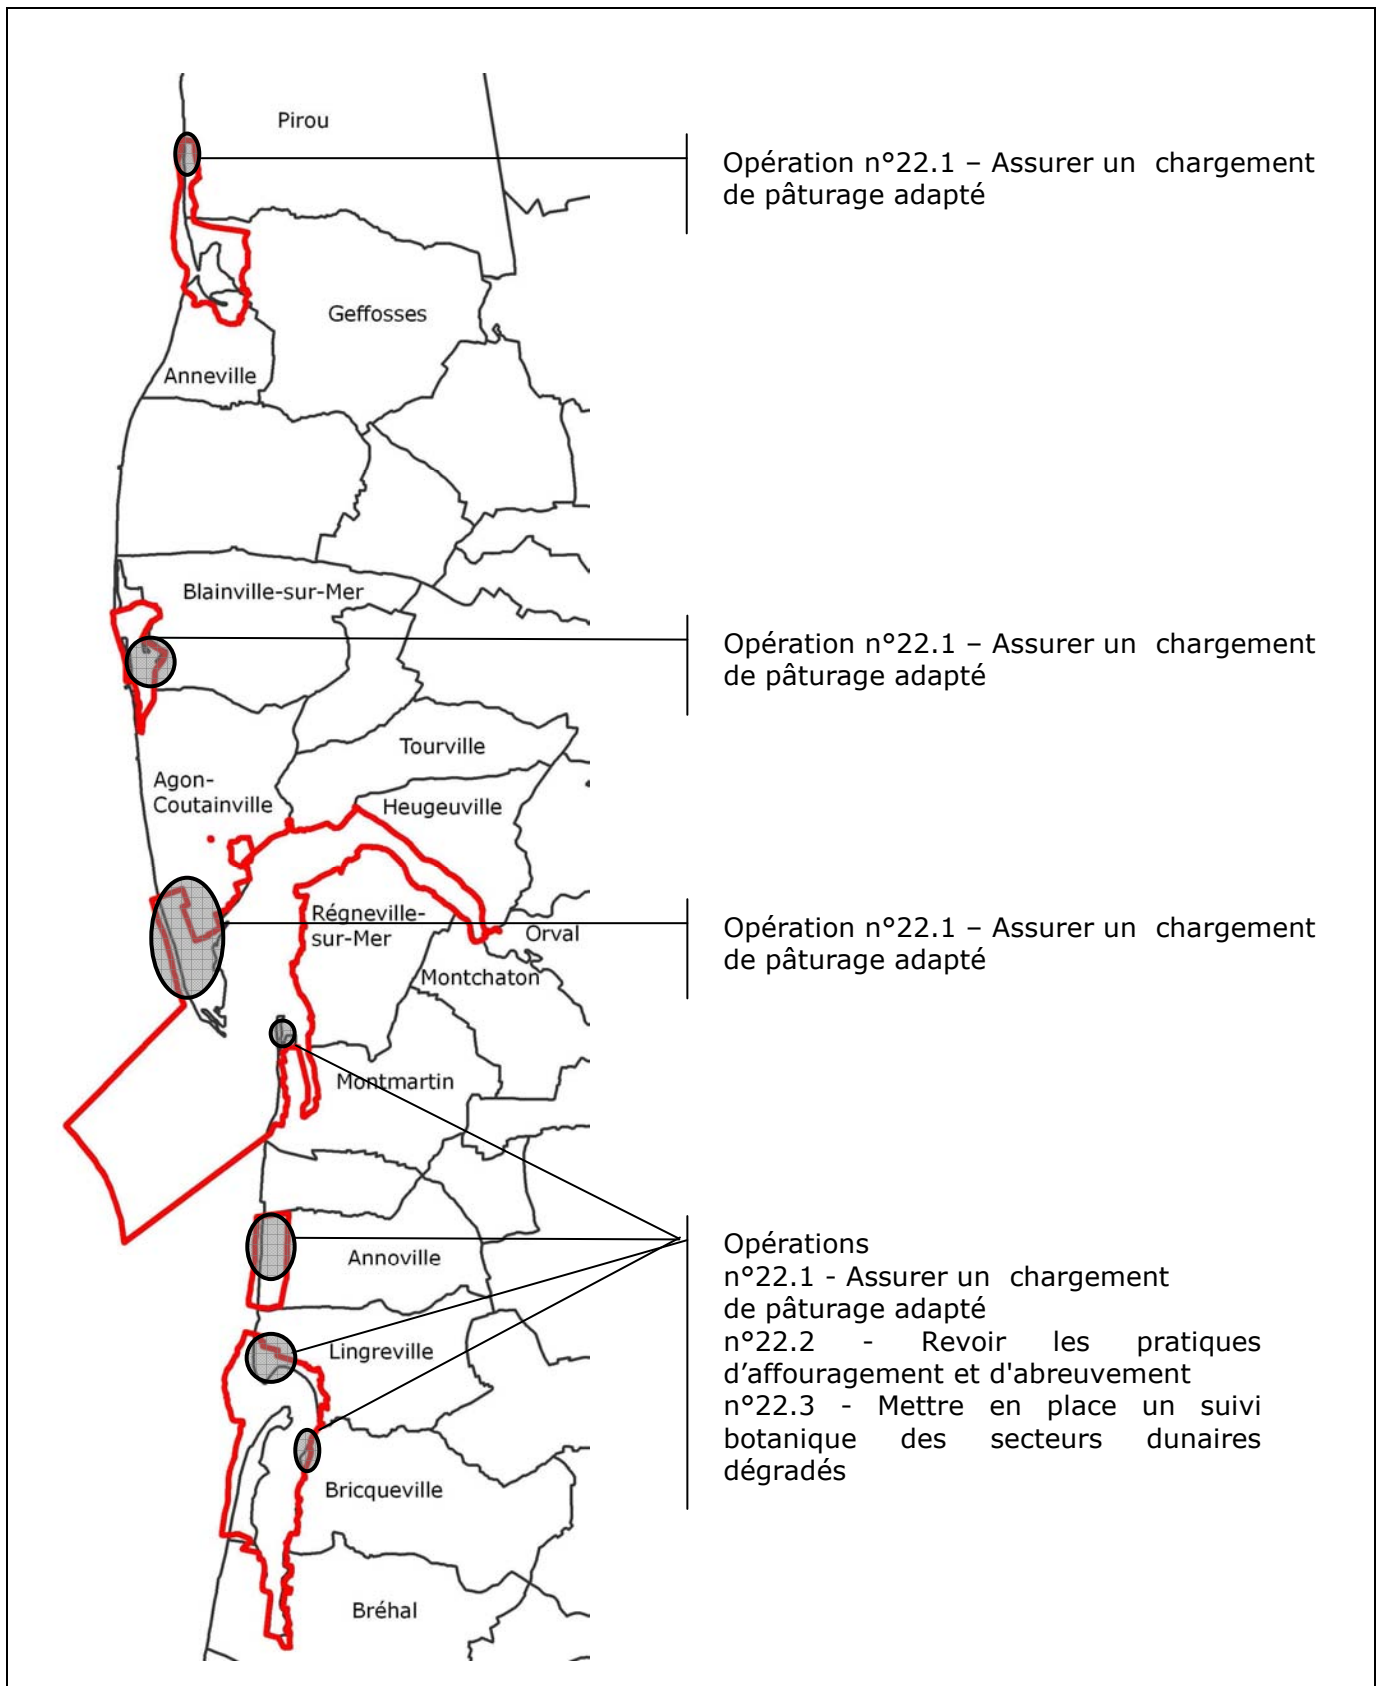 Pirou
Opération n°22.1 – Assurer un chargement
de pâturage adapté
Geffosses
Anneville
Blainville-sur-Mer
Opération n°22.1 – Assurer un chargement
de pâturage adapté
Tourville
Agon-
Coutainville
Heugeuville
Régneville-
sur-Mer
Orval
Opération n°22.1 – Assurer un chargement
de pâturage adapté
Montchaton
Montmartin
Annoville
Lingreville
Bricqueville
Bréhal
Opérations
n°22.1 - Assurer un chargement
de pâturage adapté
n°22.2 - Revoir les pratiques
d’affouragement et d'abreuvement
n°22.3 - Mettre en place un suivi
botanique des secteurs dunaires
dégradés